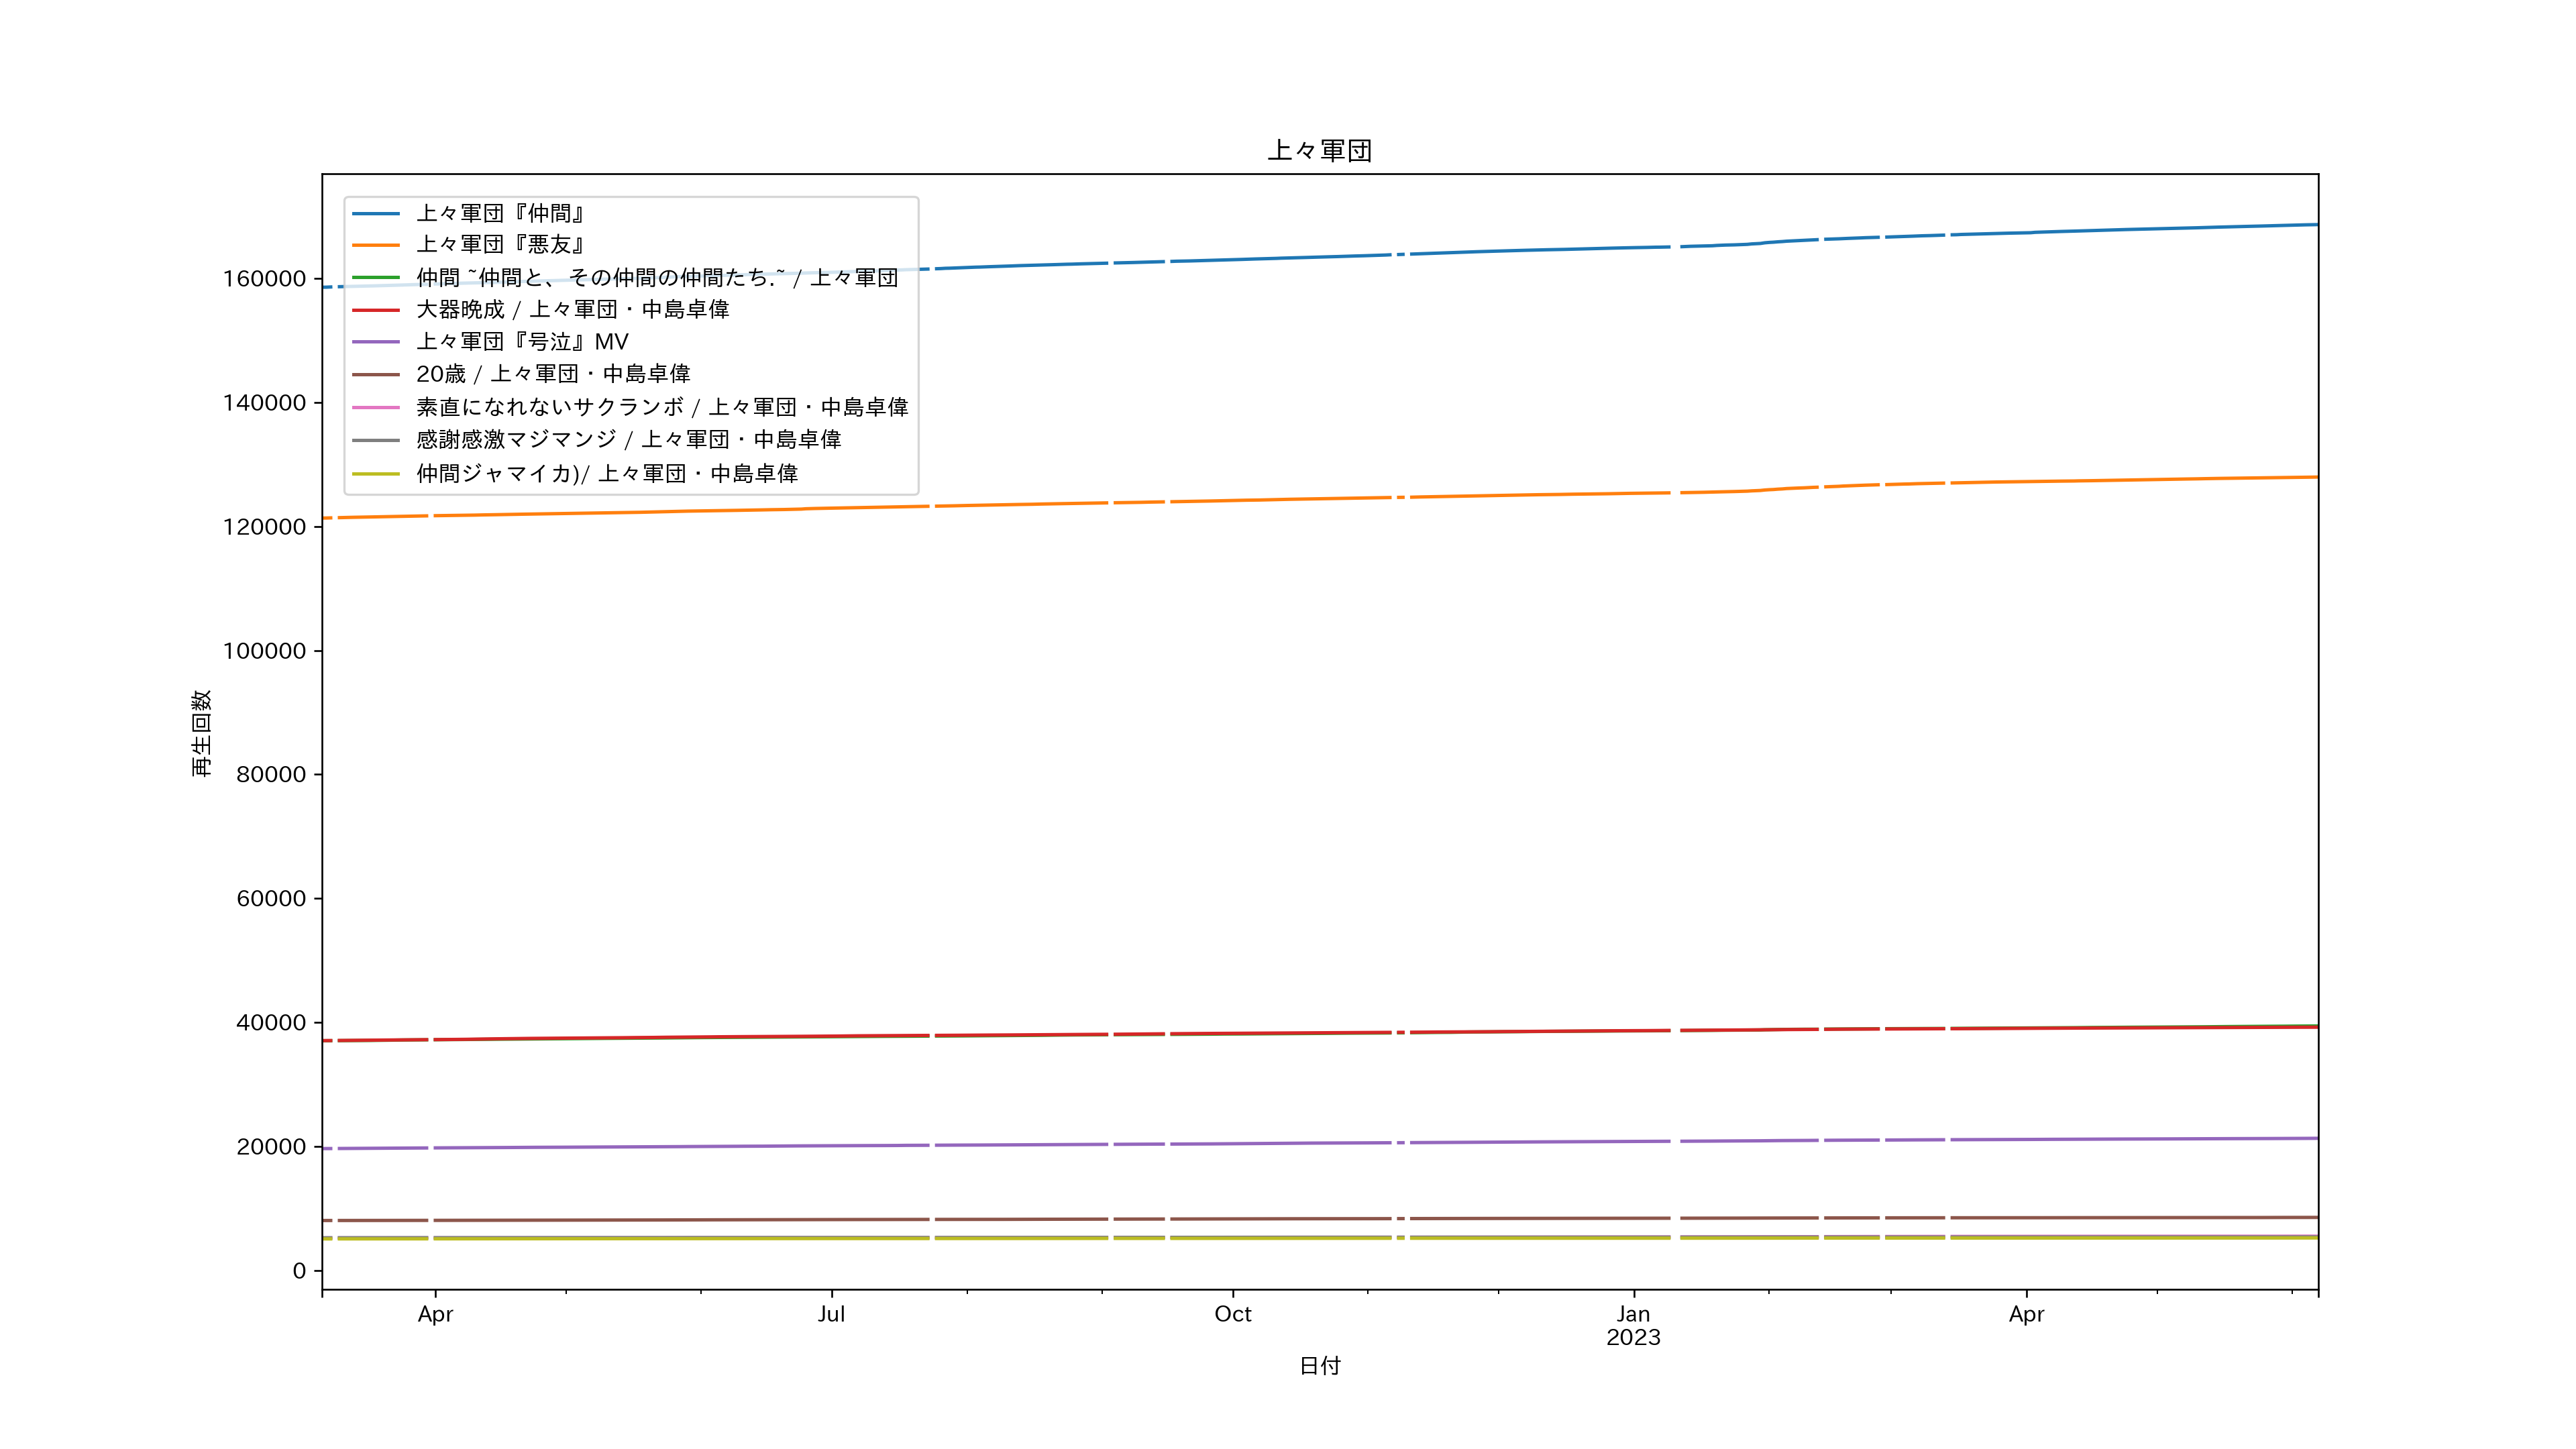 上々軍団
上々軍団『仲間』
上々軍団『悪友』
仲間 ~仲間と、その仲間の仲間たち.~ / 上々軍団
大器晩成 / 上々軍団・中島卓偉
上々軍団『号泣』MV
20歳 / 上々軍団・中島卓偉
素直になれないサクランボ / 上々軍団・中島卓偉
感謝感激マジマンジ / 上々軍団・中島卓偉
仲間ジャマイカ)/ 上々軍団・中島卓偉
160000
140000
120000
100000
80000
60000
40000
20000
0
再生回数
Apr
Jul
Oct
Jan
2023
Apr
日付